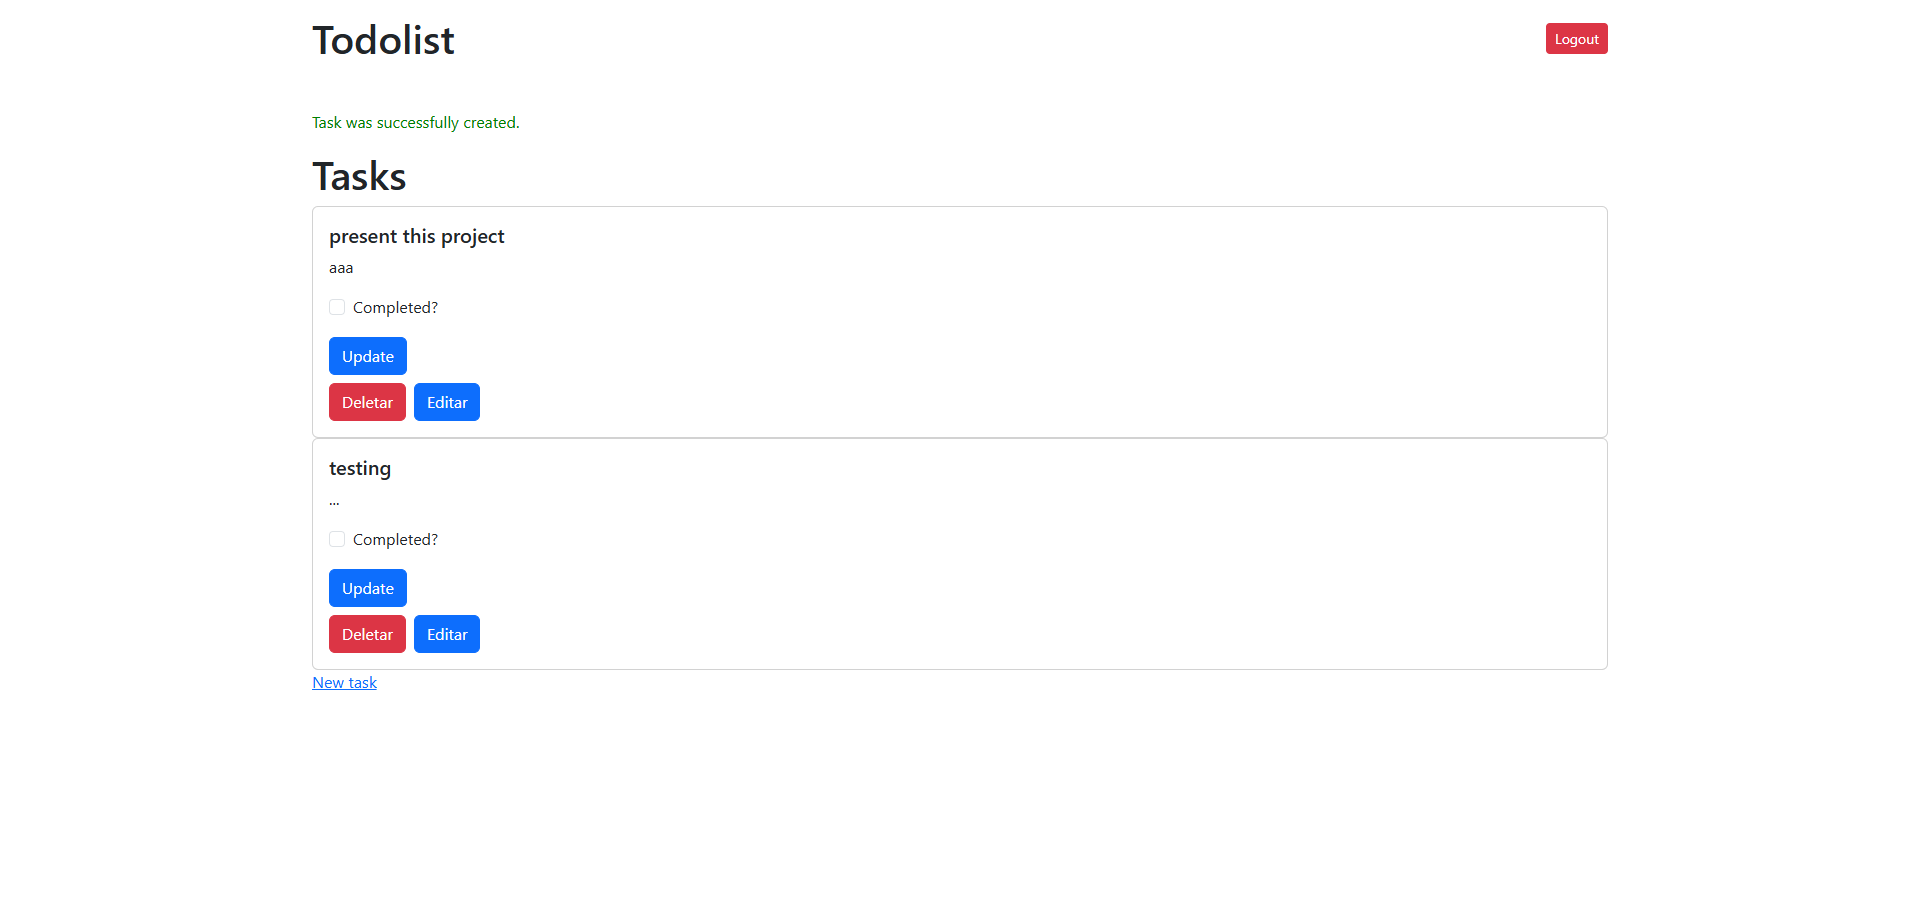 Todolist
Logout
Task was successfully created.
Tasks
present this project
aaa
Completed?
Update
Deletar Editar
testing
...
Completed?
Update
Deletar Editar
New task